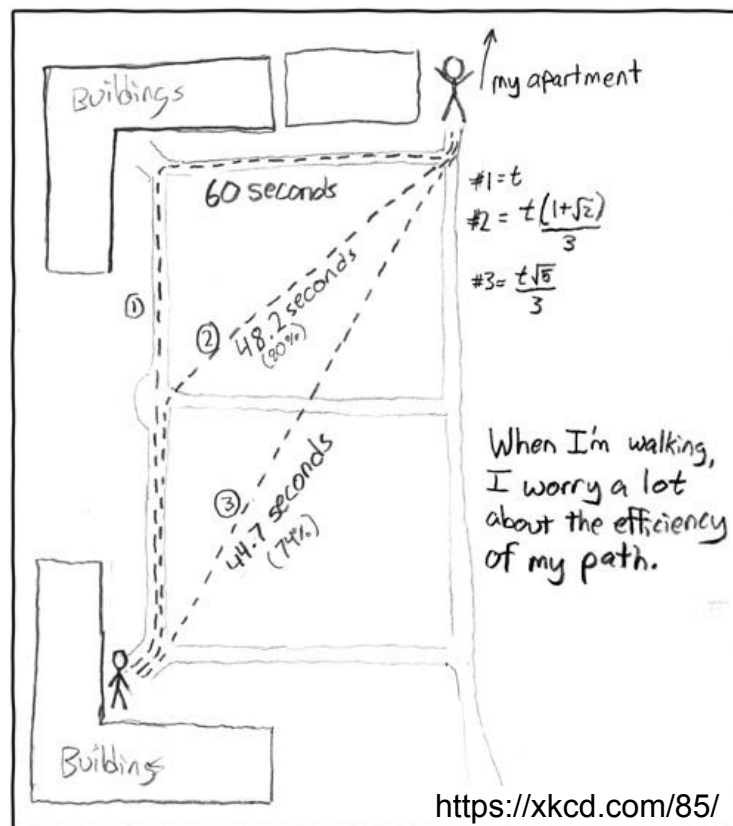 Buildings
my apartment
60 seconds
#1 = t
#2 = t(1+√2)
3
#3 = t√5
3
①
②
48.2 seconds
(80%)
③
44.7 seconds
(74%)
When I'm walking,
I worry a lot
about the efficiency
of my path.
Buildings
https://xkcd.com/85/